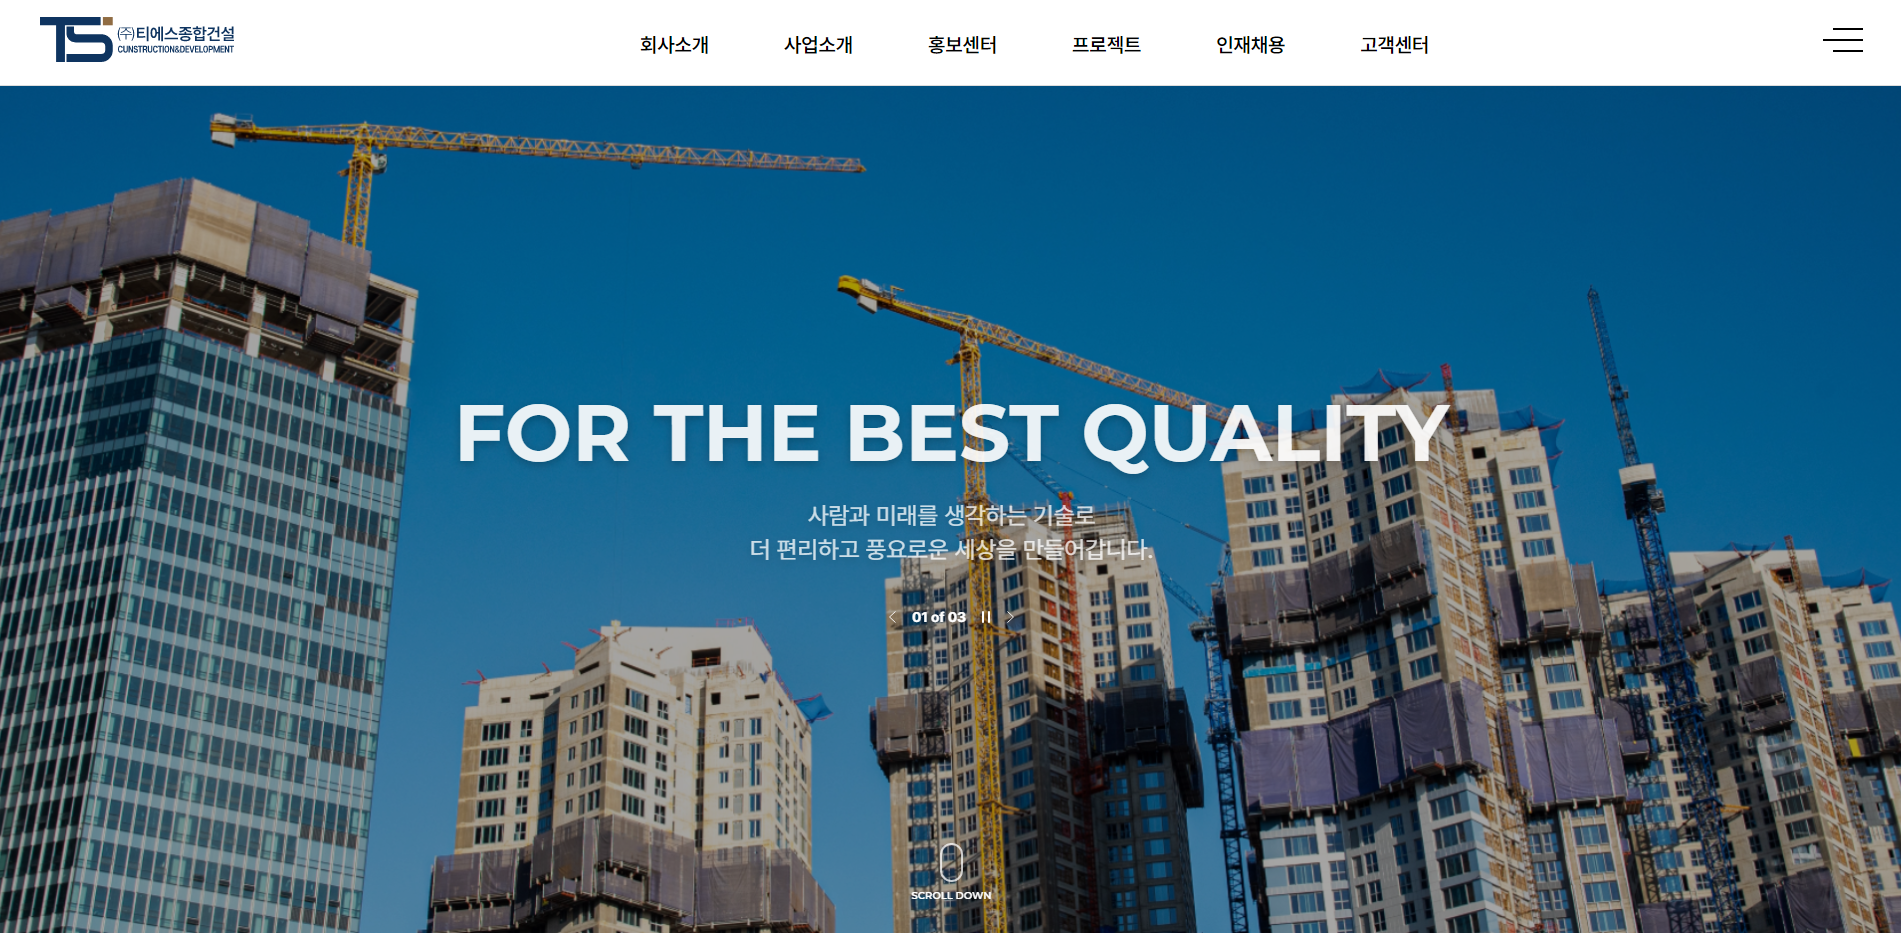 TS ㈜티에스종합건설
CUNSTRUCTION&DEVELOPMENT
회사소개 사업소개 홍보센터 프로젝트 인재채용 고객센터
FOR THE BEST QUALITY
사람과 미래를 생각하는 기술로
더 편리하고 풍요로운 세상을 만들어갑니다.
01 of 03
SCROLL DOWN